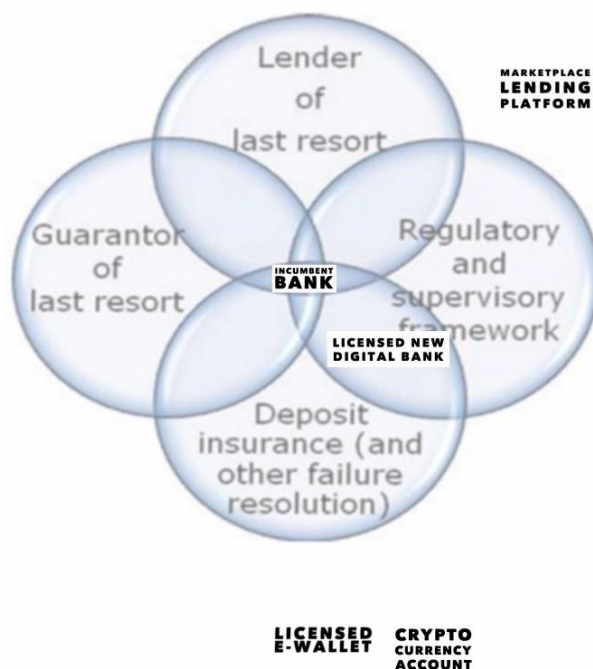 Lender
of
last resort
MARKETPLACE
LENDING
PLATFORM
Guarantor
of
last resort
Regulatory
and
supervisory
framework
INCUMBENT
BANK
LICENSED NEW
DIGITAL BANK
Deposit
insurance (and
other failure
resolution)
LICENSED
E-WALLET
CRYPTO
CURRENCY
ACCOUNT